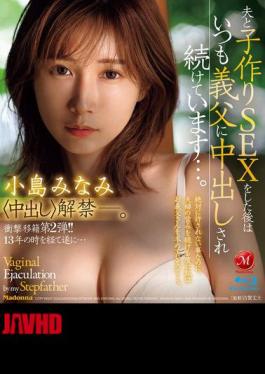 夫と子作りSEXをした後は
いつも義父に中出しされ
続けています!…。
小島みなみ
〈中出し〉解禁――。
衝撃移籍第2弾!!
13年の時を経て遂に…
Vaginal
Ejaculation
by my Stepfather
Madonna
JAVHD